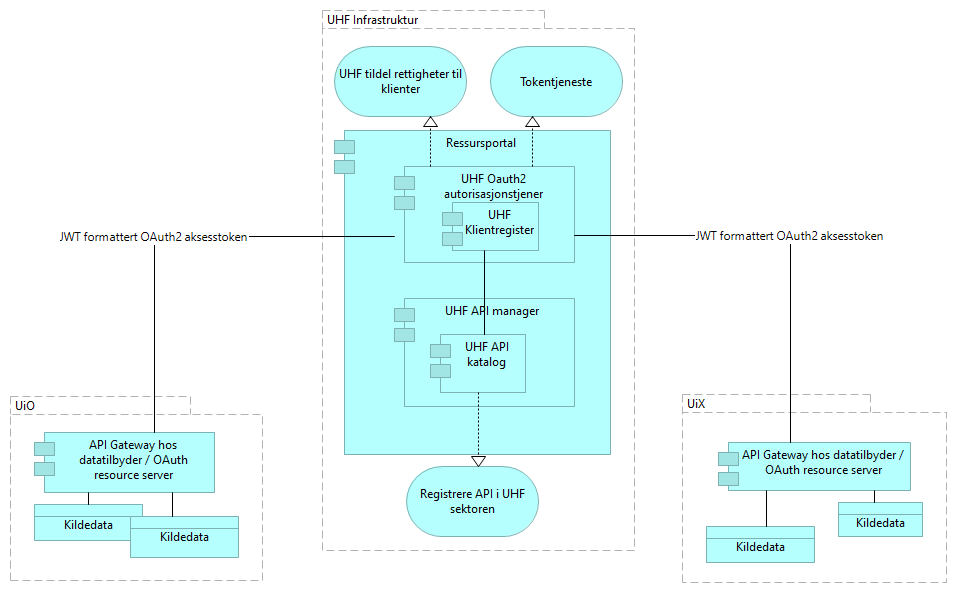 UHF Infrastruktur
UHF tildel rettigheter til
klienter
Tokentjeneste
Ressursportal
UHF Oauth2
autorisasjonstjener
UHF
Klientregister
JWT formattert OAuth2 aksesstoken
JWT formattert OAuth2 aksesstoken
UHF API manager
UHF API
katalog
UiO
API Gateway hos
datatilbyder / OAuth
resource server
Kildedata
Kildedata
Registrere API i UHF
sektoren
UiX
API Gateway hos datatilbyder /
OAuth resource server
Kildedata
Kildedata